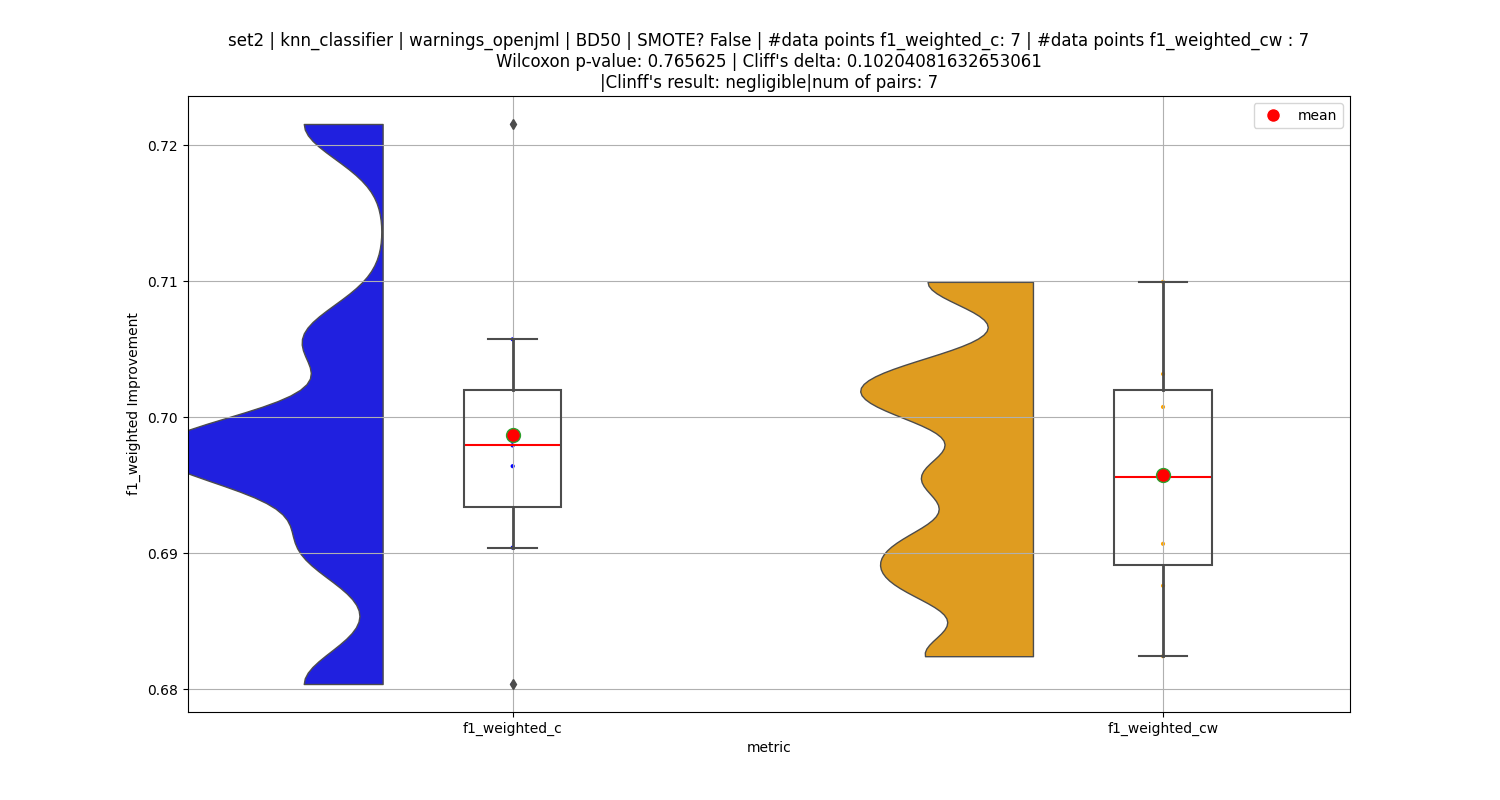 set2 | knn_classifier | warnings_openjml | BD50 | SMOTE? False | #data points f1_weighted_c: 7 | #data points f1_weighted_cw : 7
Wilcoxon p-value: 0.765625 | Cliff's delta: 0.10204081632653061
|Clinff's result: negligible|num of pairs: 7
mean
0.72
0.71
0.70
0.69
0.68
f1_weighted Improvement
f1_weighted_c
f1_weighted_cw
metric